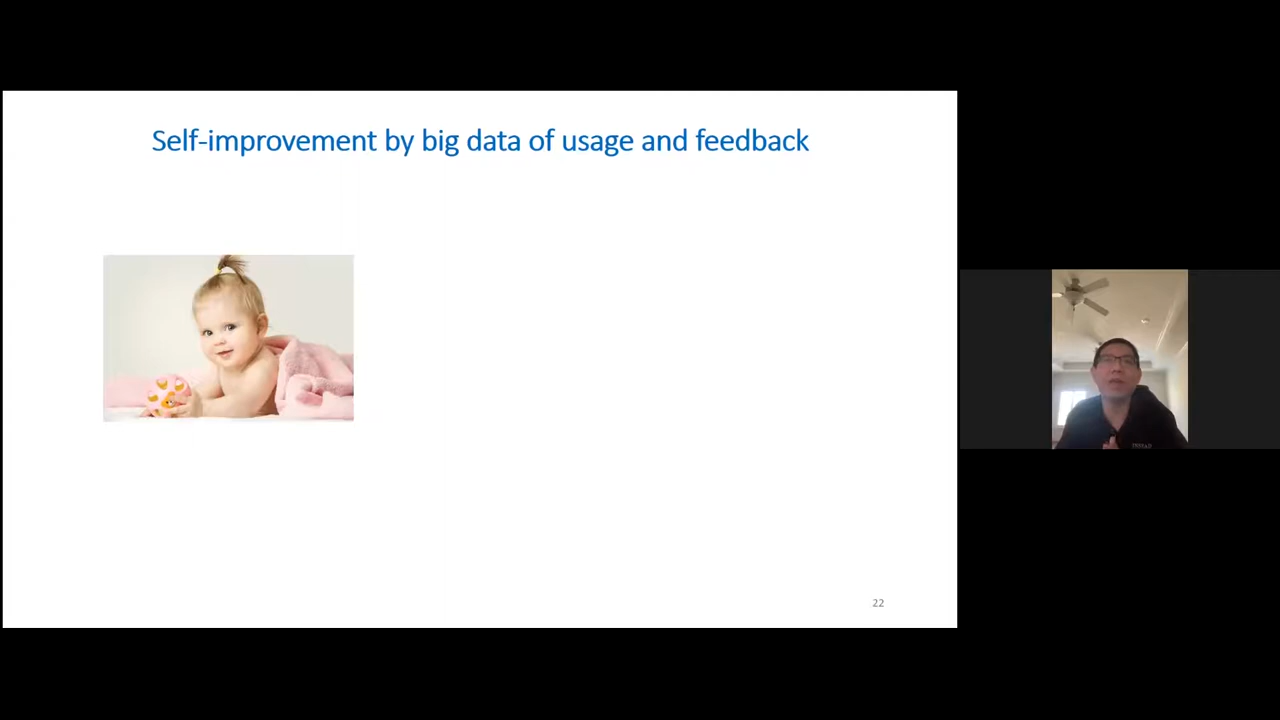 Self-improvement by big data of usage and feedback
22